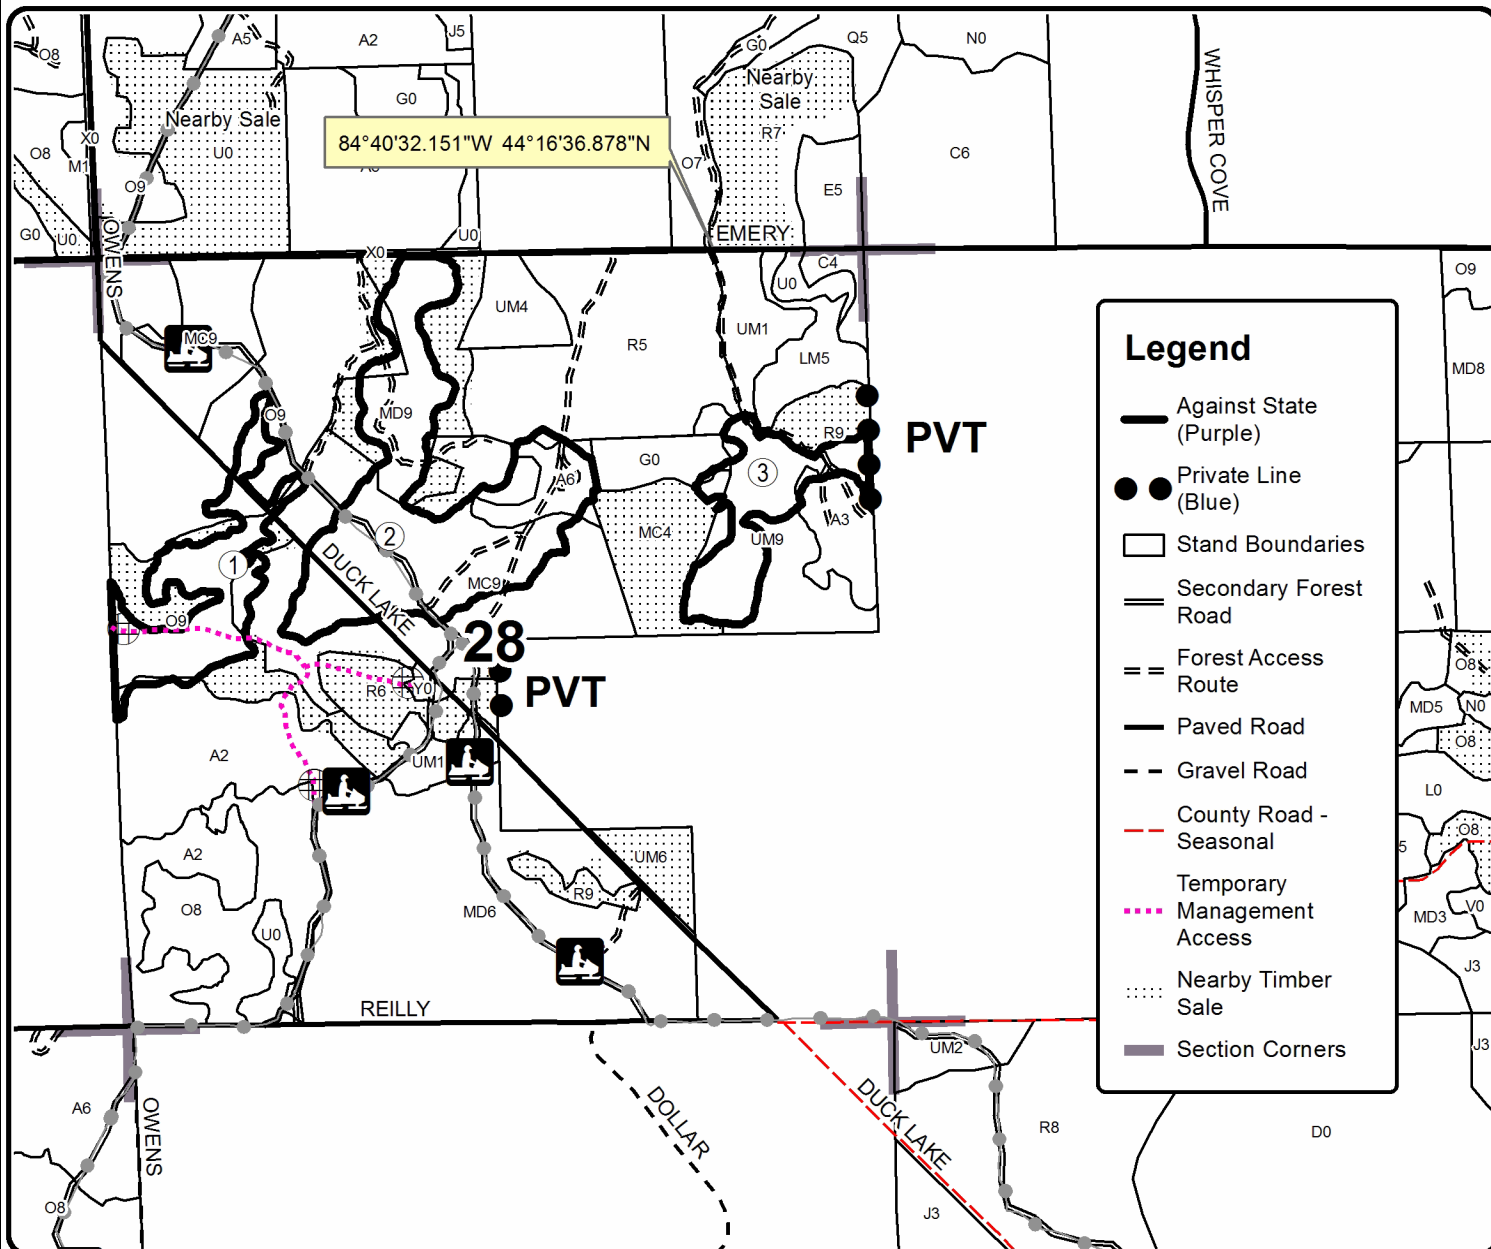 O8
A5
A2
J5
G0
Q5
N0
WHISPER COVE
Nearby
Sale
G0
Nearby Sale
R7
X0
O8
M1
U0
84°40'32.151"W 44°16'36.878"N
O7
C6
O9
E5
G0
U0
U0
EMERY
OWENS
X0
C4
U0
O9
UM4
UM1
MC9
R5
LM5
MD8
Legend
Against State
(Purple)
Private Line
(Blue)
Stand Boundaries
Secondary Forest
Road
Forest Access
Route
Paved Road
Gravel Road
County Road -
Seasonal
Temporary
Management
Access
Nearby Timber
Sale
Section Corners
O9
MD9
R9
PVT
G0
3
A6
A3
MC4
UM9
2
1
DUCK LAKE
MC9
O9
28
PVT
R6
Y0
O8
MD5
N0
O8
A2
UM1
L0
O8
5
A2
UM6
R9
MD6
O8
U0
MD3
V0
J3
REILLY
UM2
J3
A6
OWENS
DOLLAR
DUCK LAKE
R8
D0
O8
J3